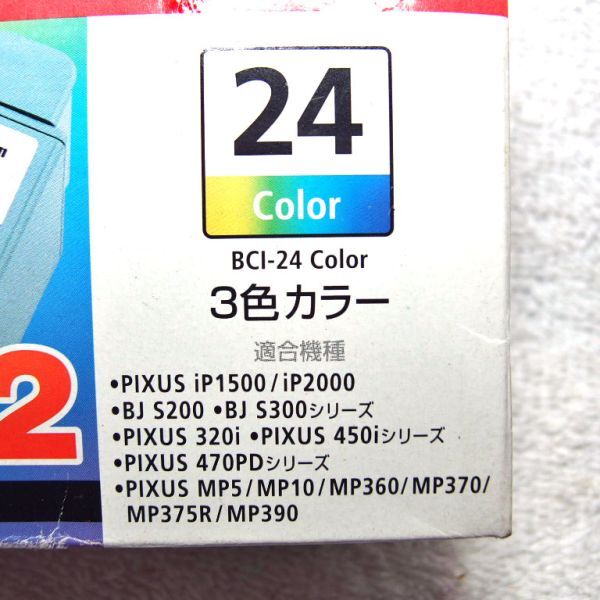 24
Color
BCI-24 Color
3色カラー
適合機種
•PIXUS iP1500/iP2000
•BJ S200 •BJ S300シリーズ
•PIXUS 320i •PIXUS 450iシリーズ
•PIXUS 470PDシリーズ
•PIXUS MP5/MP10/MP360/MP370/
MP375R/MP390
2